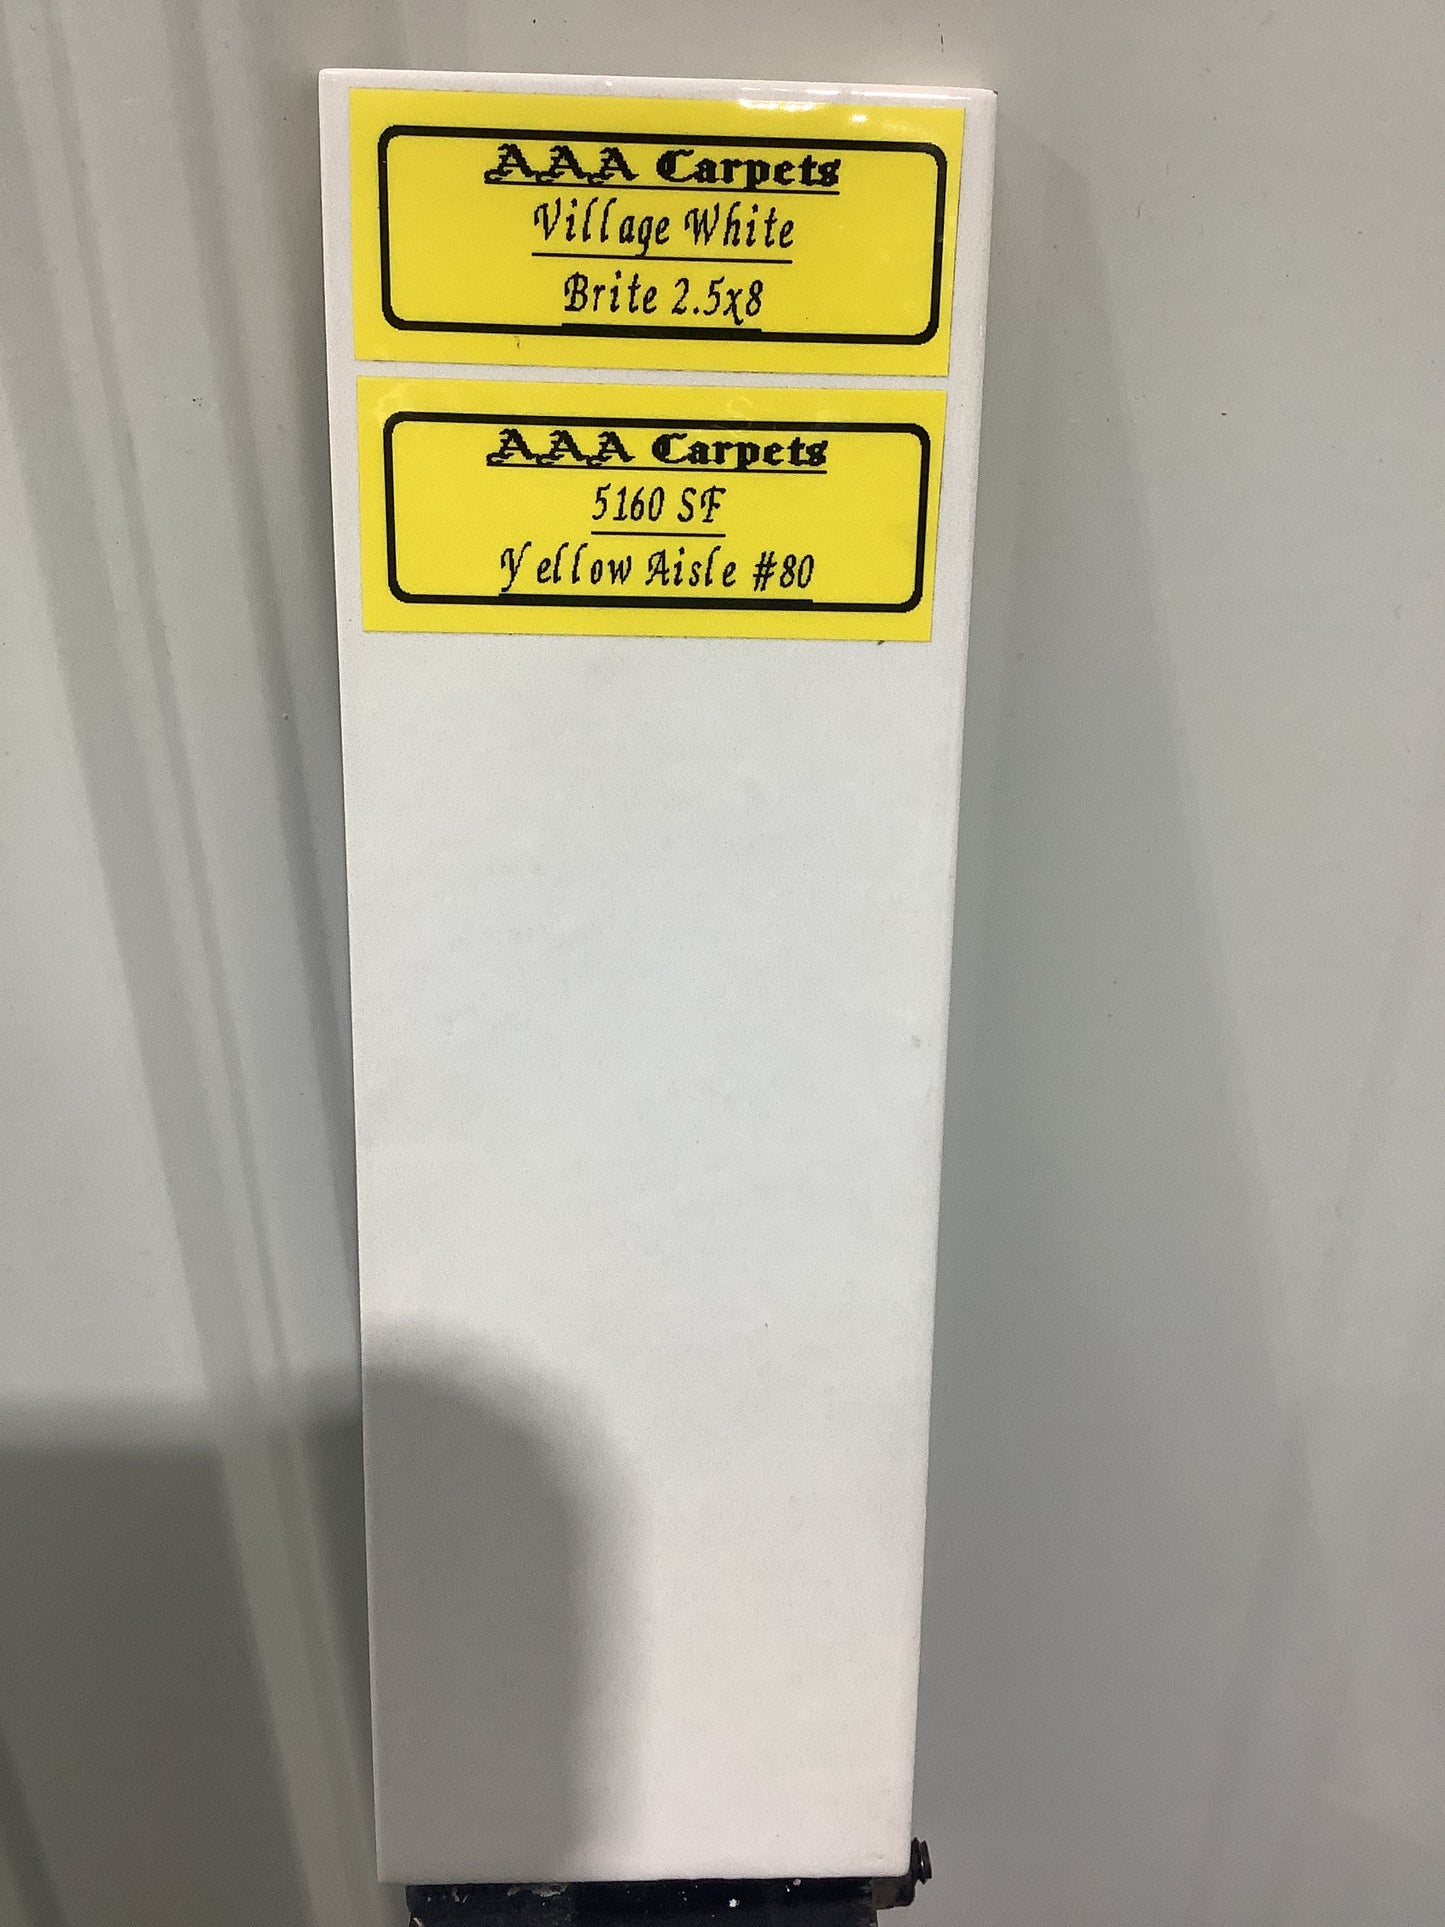 AAA Carpets
Village White
Brite 2.5x8
AAA Carpets
5160 SF
Yellow Aisle #80